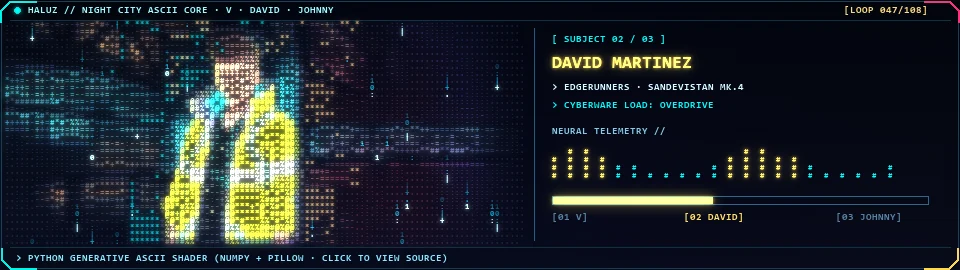 HALUZ // NIGHT CITY ASCII CORE · V · DAVID · JOHNNY
[LOOP 047/108]
[ SUBJECT 02 / 03 ]
DAVID MARTINEZ
> EDGERUNNERS · SANDEVISTAN MK.4
> CYBERWARE LOAD: OVERDRIVE
NEURAL TELEMETRY //
[01 V] [02 DAVID] [03 JOHNNY]
> PYTHON GENERATIVE ASCII SHADER (NUMPY + PILLOW · CLICK TO VIEW SOURCE)